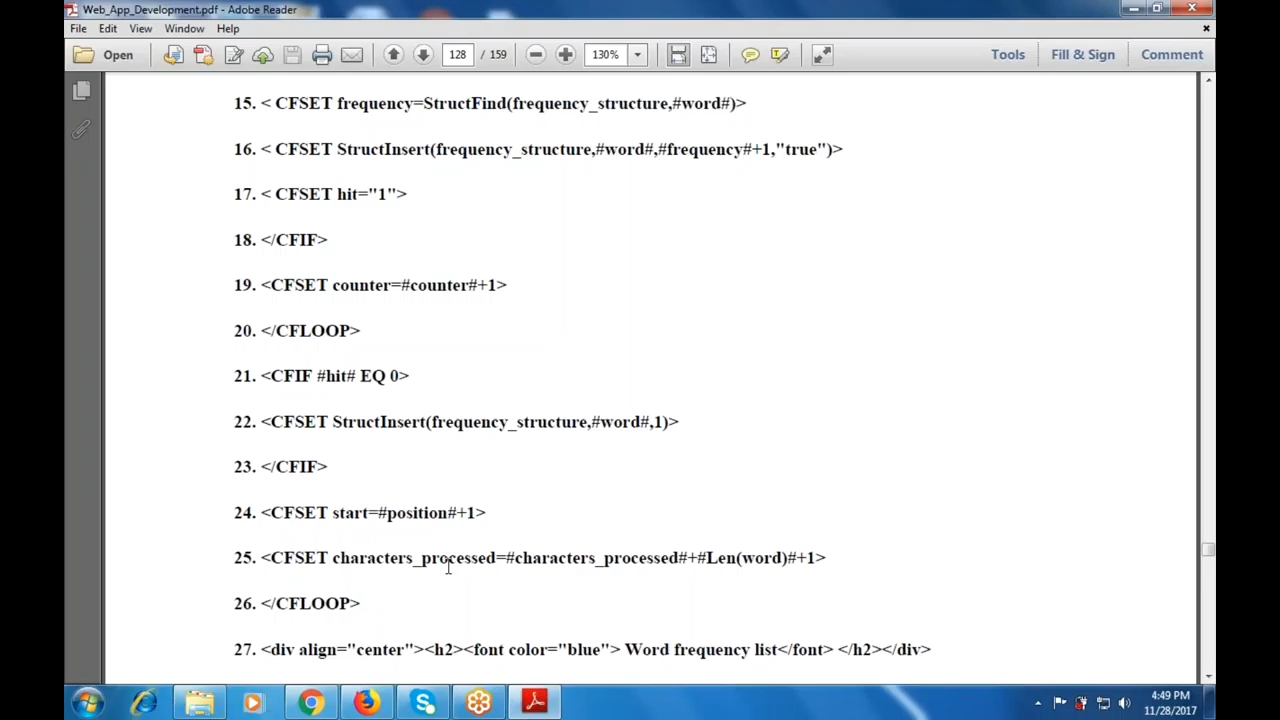 Web_App_Development.pdf - Adobe Reader
File Edit View Window Help
Open 128 / 159 130% Tools Fill & Sign Comment
15. < CFSET frequency=StructFind(frequency_structure,#word#)>
16. < CFSET StructInsert(frequency_structure,#word#,#frequency#+1,"true")>
17. < CFSET hit="1">
18. </CFIF>
19. <CFSET counter=#counter#+1>
20. </CFLOOP>
21. <CFIF #hit# EQ 0>
22. <CFSET StructInsert(frequency_structure,#word#,1)>
23. </CFIF>
24. <CFSET start=#position#+1>
25. <CFSET characters_processed=#characters_processed#+#Len(word)#+1>
26. </CFLOOP>
27. <div align="center"><h2><font color="blue"> Word frequency list</font> </h2></div>
4:49 PM
11/28/2017